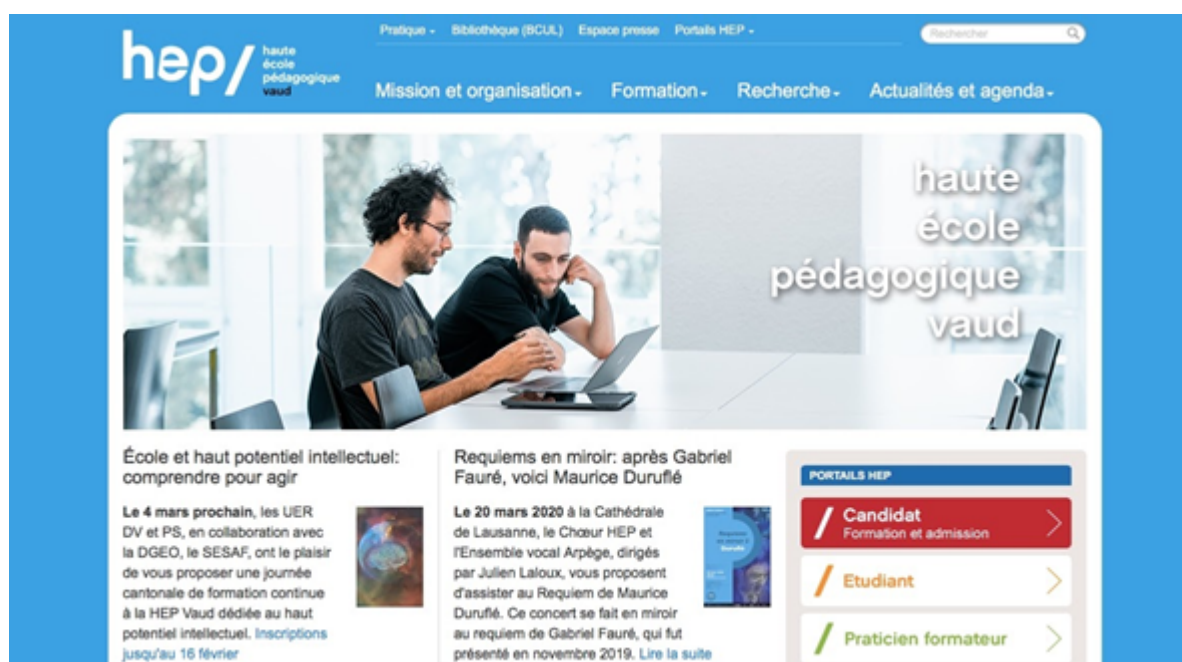 Pratique Bibliothèque (BCUL) Espace presse Portails HEP
Rechercher
hep/
haute
école
pédagogique
vaud
Mission et organisation Formation Recherche Actualités et agenda
haute
école
pédagogique
vaud
École et haut potentiel intellectuel:
comprendre pour agir
Le 4 mars prochain, les UER
DV et PS, en collaboration avec
la DGEO, le SESAF, ont le plaisir
de vous proposer une journée
cantonale de formation continue
à la HEP Vaud dédiée au haut
potentiel intellectuel. Inscriptions
jusqu'au 16 février
Requiems en miroir: après Gabriel
Fauré, voici Maurice Duruflé
Le 20 mars 2020 à la Cathédrale
de Lausanne, le Chœur HEP et
l'Ensemble vocal Arpège, dirigés
par Julien Laloux, vous proposent
d'assister au Requiem de Maurice
Duruflé. Ce concert se fait en miroir
au requiem de Gabriel Fauré, qui fut
présenté en novembre 2019. Lire la suite
Requiems
en miroir
Duruflé
PORTAILS HEP
Candidat
Formation et admission
Etudiant
Praticien formateur